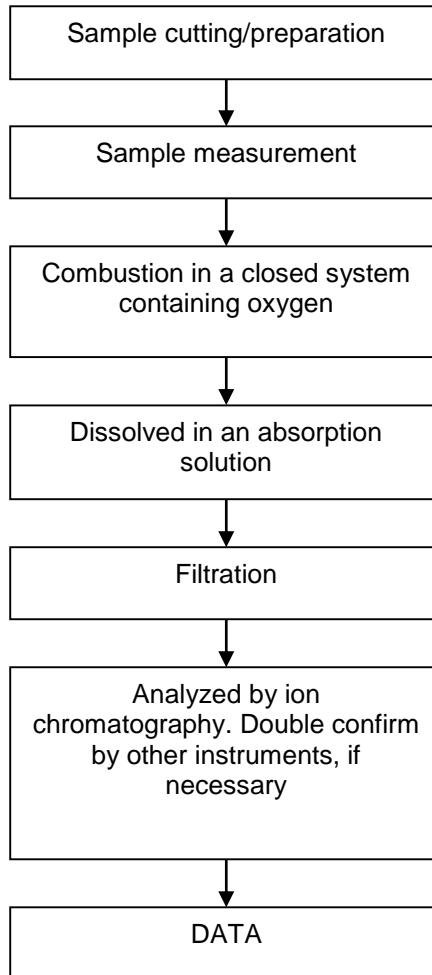 Sample cutting/preparation
Sample measurement
Combustion in a closed system
containing oxygen
Dissolved in an absorption
solution
Filtration
Analyzed by ion
chromatography. Double confirm
by other instruments, if
necessary
DATA